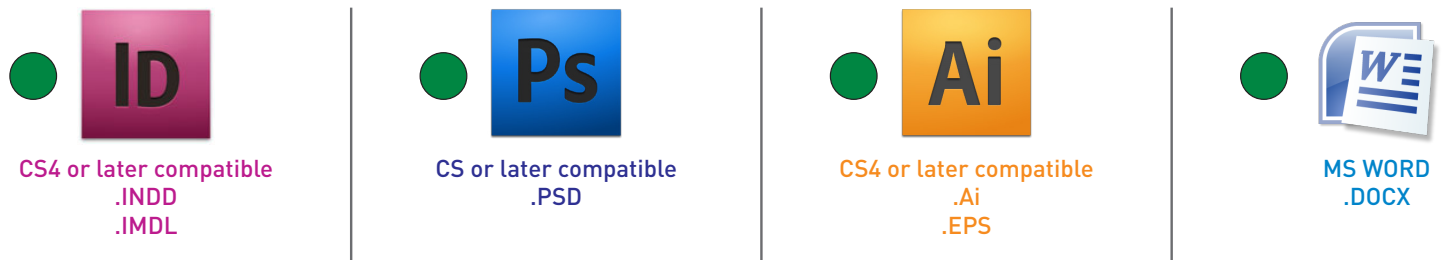 ID
CS4 or later compatible
.INDD
.IMDL
Ps
CS or later compatible
.PSD
Ai
CS4 or later compatible
.Ai
.EPS
W
MS WORD
.DOCX